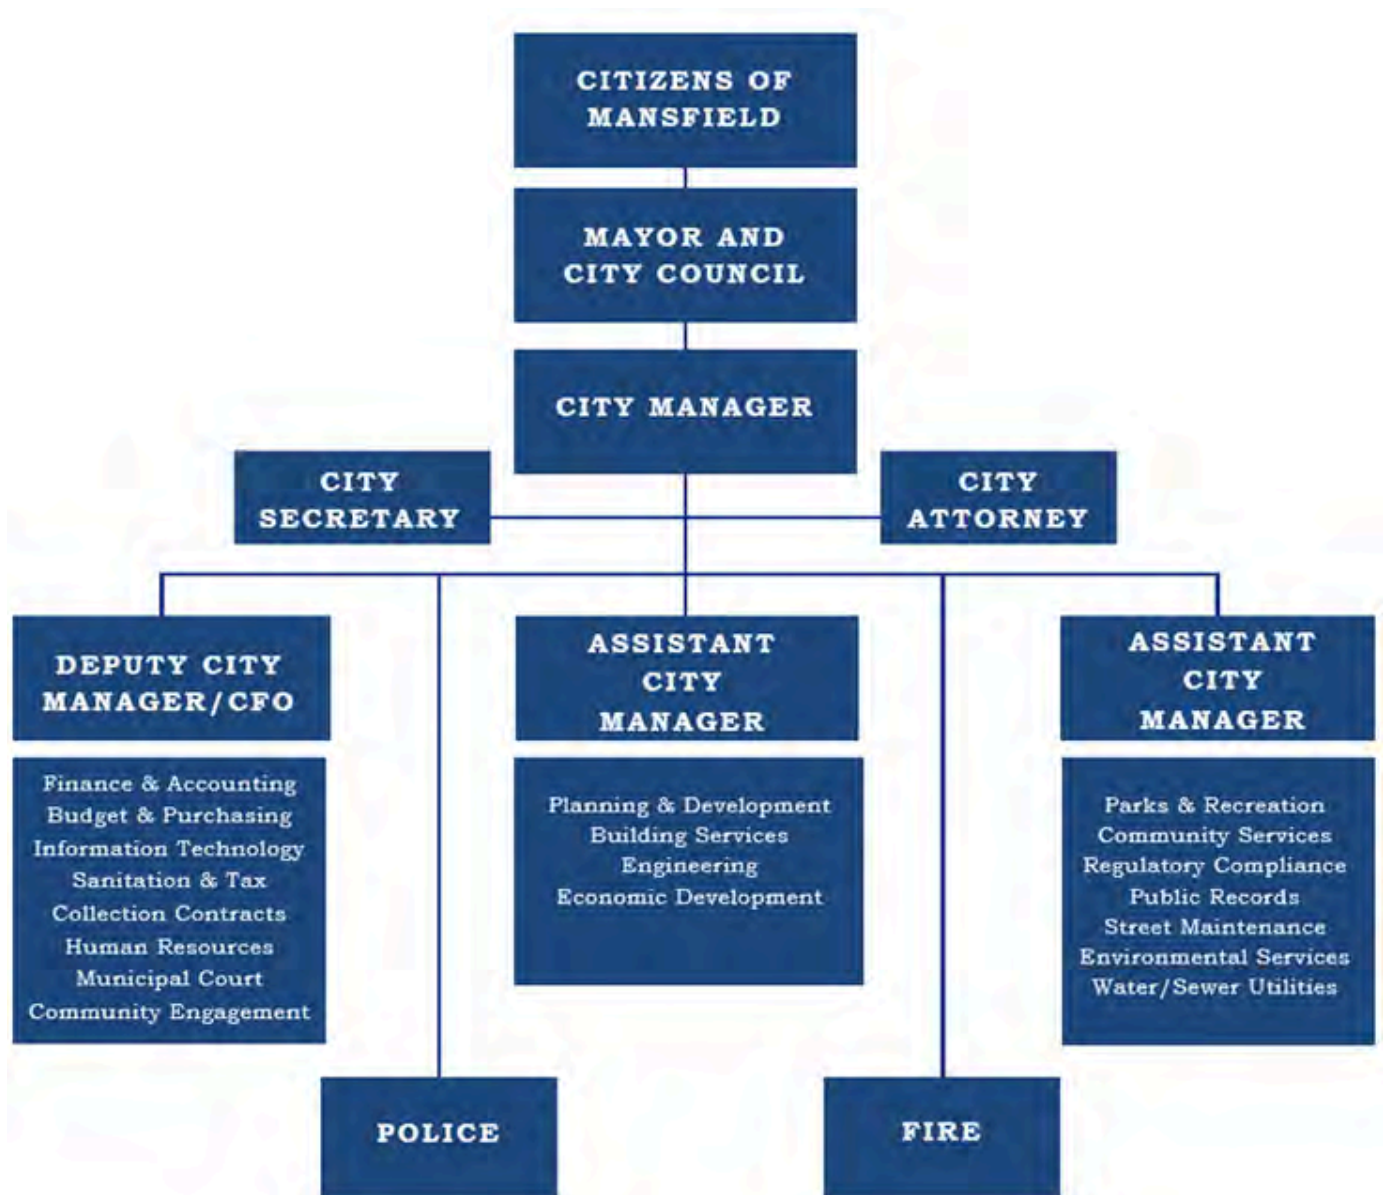 CITIZENS OF
MANSFIELD
MAYOR AND
CITY COUNCIL
CITY MANAGER
CITY
SECRETARY
CITY
ATTORNEY
DEPUTY CITY
MANAGER/CFO
Finance & Accounting
Budget & Purchasing
Information Technology
Sanitation & Tax
Collection Contracts
Human Resources
Municipal Court
Community Engagement
ASSISTANT
CITY
MANAGER
Planning & Development
Building Services
Engineering
Economic Development
ASSISTANT
CITY
MANAGER
Parks & Recreation
Community Services
Regulatory Compliance
Public Records
Street Maintenance
Environmental Services
Water/Sewer Utilities
POLICE
FIRE